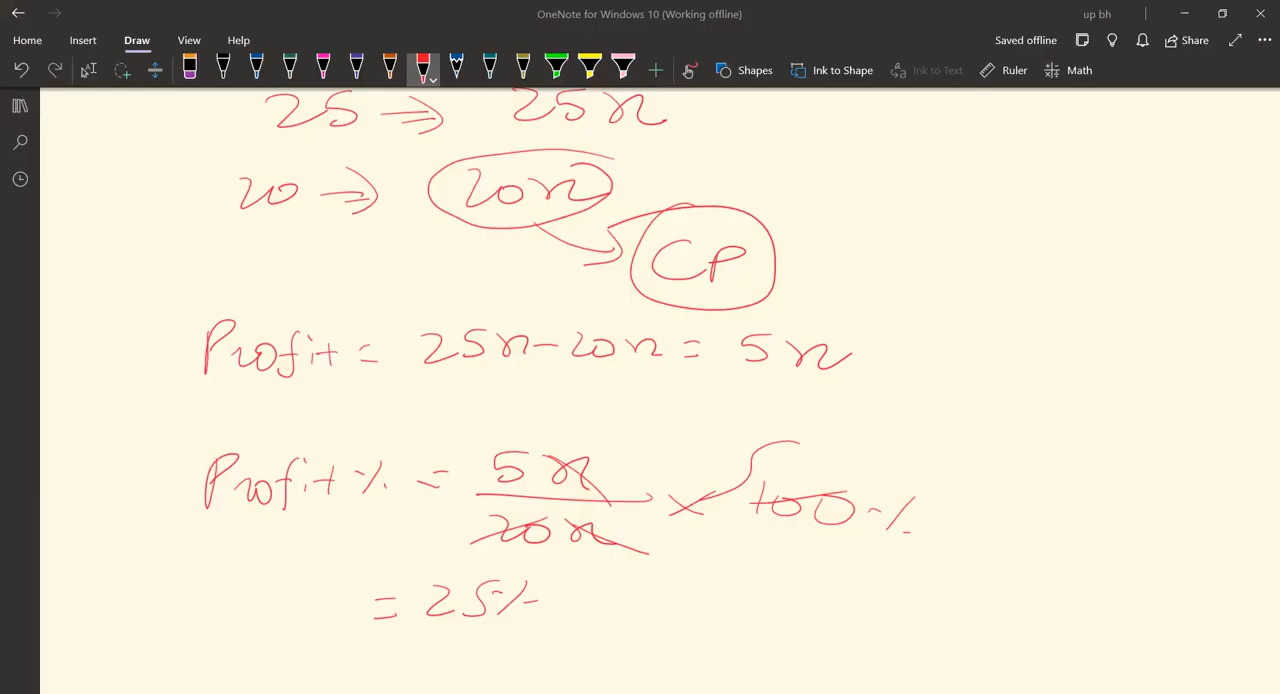 OneNote for Windows 10 (Working offline)
up bh
Home Insert Draw View Help
Saved offline
Share
Shapes
Ink to Shape
Ink to Text
Ruler
Math
25 ⇒ 25x
20 ⇒ 20x
CP
Profit = 25x - 20x = 5x
Profit % = 5x / 20x × 100 %
= 25%